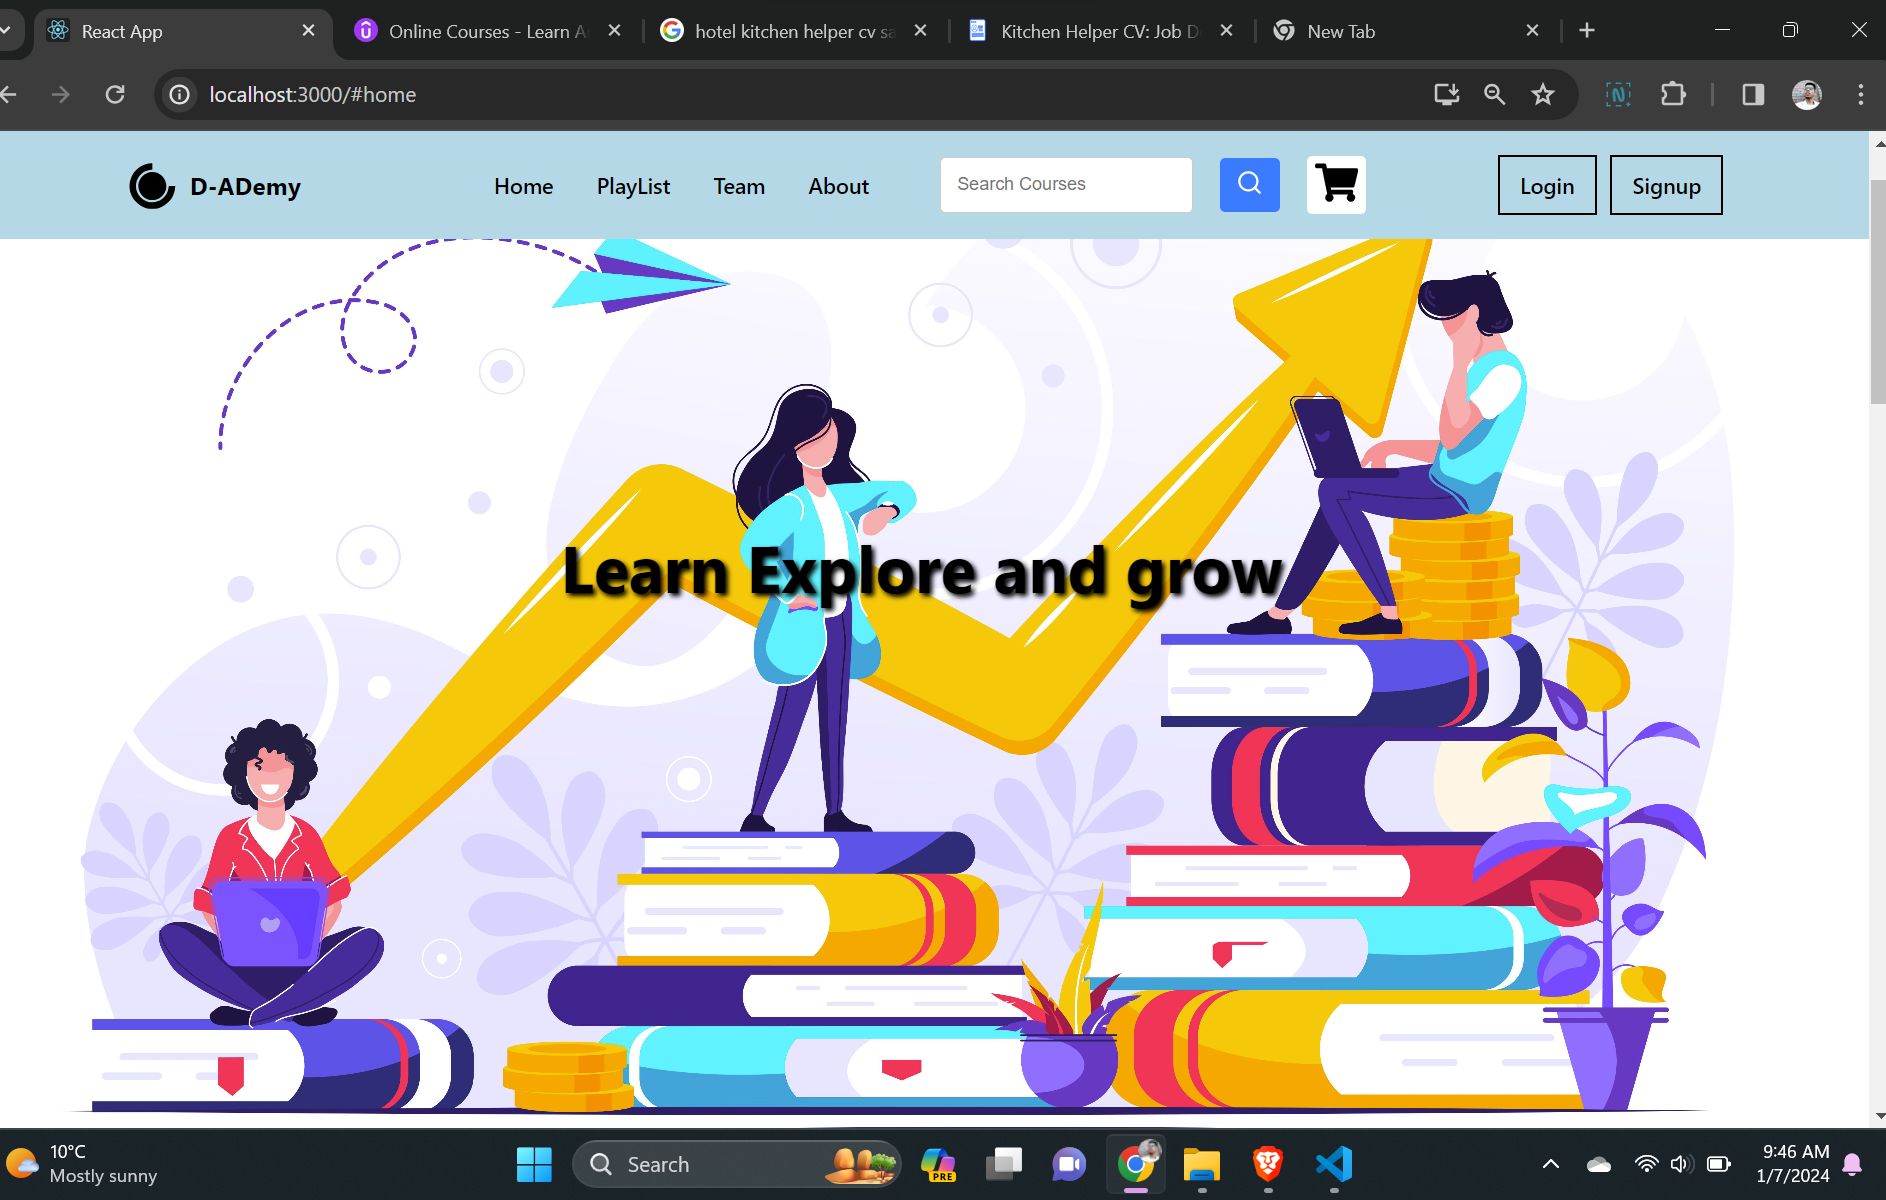 React App
Online Courses - Learn A
hotel kitchen helper cv sa
Kitchen Helper CV: Job D
New Tab
localhost:3000/#home
D-ADemy
Home
PlayList
Team
About
Search Courses
Login
Signup
Learn Explore and grow
10°C
Mostly sunny
Search
PRE
9:46 AM
1/7/2024